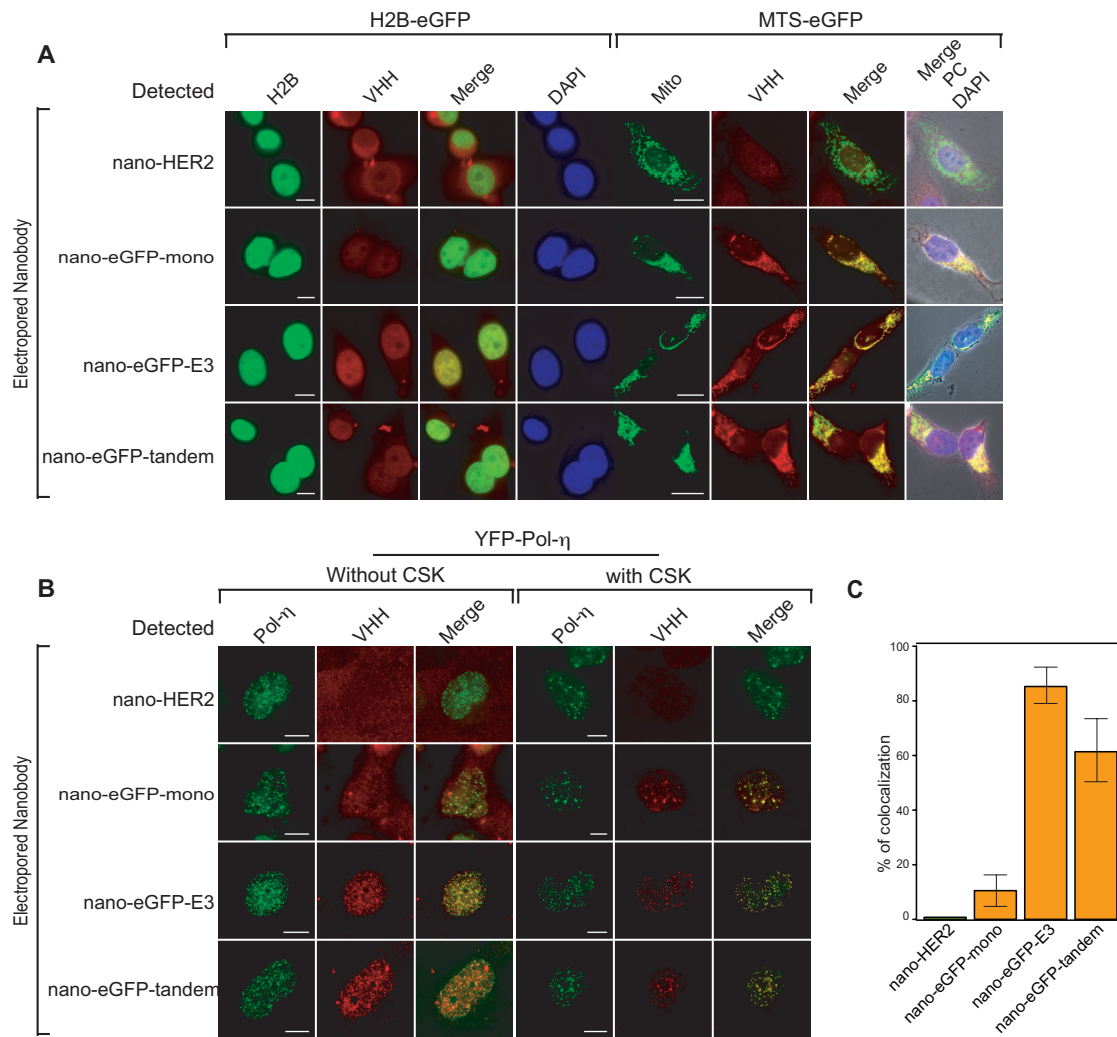 H2B-eGFP
MTS-eGFP
A
Detected
H2B
VHH
Merge
DAPI
Mito
VHH
Merge
Merge
PC
DAPI
Electropored Nanobody
nano-HER2
nano-eGFP-mono
nano-eGFP-E3
nano-eGFP-tandem
YFP-Pol-η
B
Without CSK
with CSK
Detected
Pol-η
VHH
Merge
Pol-η
VHH
Merge
Electropored Nanobody
nano-HER2
nano-eGFP-mono
nano-eGFP-E3
nano-eGFP-tandem
C
% of colocalization
100
80
60
40
20
0
nano-HER2
nano-eGFP-mono
nano-eGFP-E3
nano-eGFP-tandem